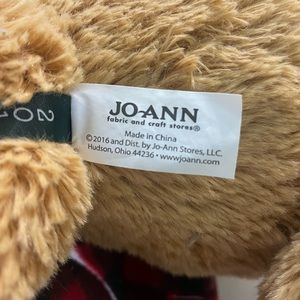 JO-ANN
fabric and craft stores®
Made in China
©2016 and Dist. by Jo-Ann Stores, LLC.
Hudson, Ohio 44236 • www.joann.com
201